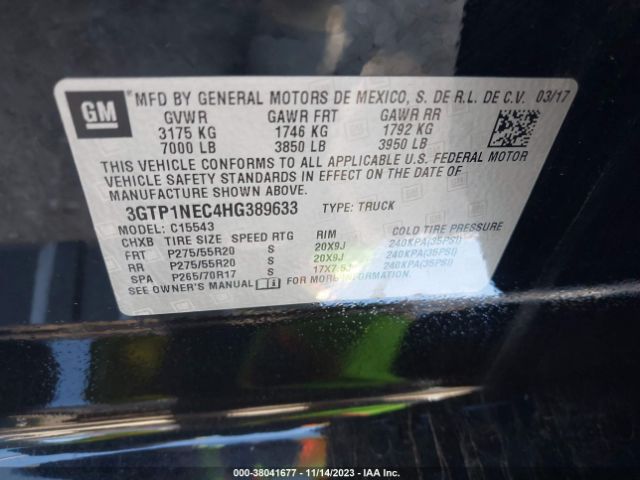 GM
MFD BY GENERAL MOTORS DE MEXICO, S. DE R.L. DE C.V. 03/17
GVWR GAWR FRT GAWR RR
3175 KG 1746 KG 1792 KG
7000 LB 3850 LB 3950 LB
THIS VEHICLE CONFORMS TO ALL APPLICABLE U.S. FEDERAL MOTOR
VEHICLE SAFETY STANDARDS IN EFFECT ON THE DATE OF
MANUFACTURE SHOWN ABOVE.
3GTP1NEC4HG389633 TYPE: TRUCK
MODEL: C15543
CHXB TIRE SIZE SPEED RTG RIM COLD TIRE PRESSURE
FRT P275/55R20 S 20X9J 240KPA(35PSI)
RR P275/55R20 S 20X9J 240KPA(35PSI)
SPA P265/70R17 S 17X7.5J 240KPA(35PSI)
SEE OWNER'S MANUAL FOR MORE INFORMATION.
000-38041677 - 11/14/2023 - IAA Inc.